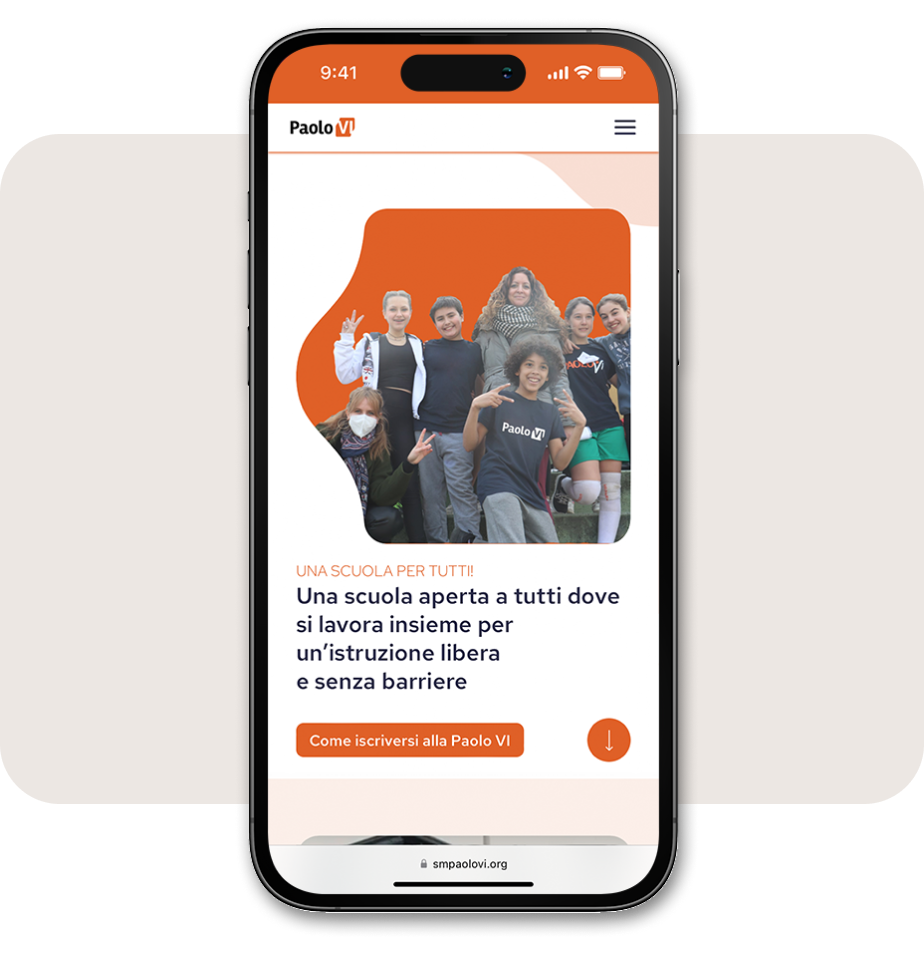 9:41
Paolo VI
PAOLO VI
Paolo VI
UNA SCUOLA PER TUTTI!
Una scuola aperta a tutti dove
si lavora insieme per
un’istruzione libera
e senza barriere
Come iscriversi alla Paolo VI
smpaolovi.org